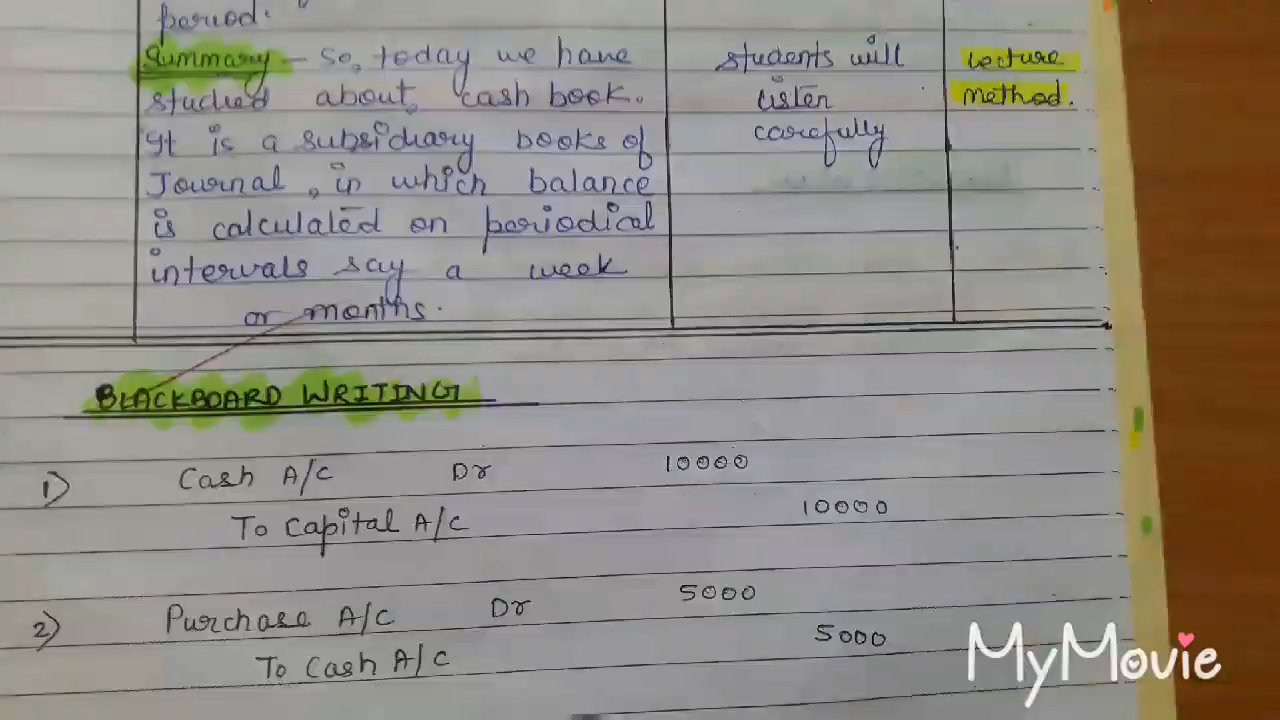 period."
Summary - So, today we have
studied about, cash book.
It is a subsidiary books of
Journal, in which balance
is calculated on periodical
intervals say a week
or months.
students will
listen
carefully
Lecture
method.
BLACKBOARD WRITING
1) Cash A/C Dr 10000
To Capital A/C 10000
2) Purchase A/C Dr 5000
To Cash A/C 5000
MyMovie